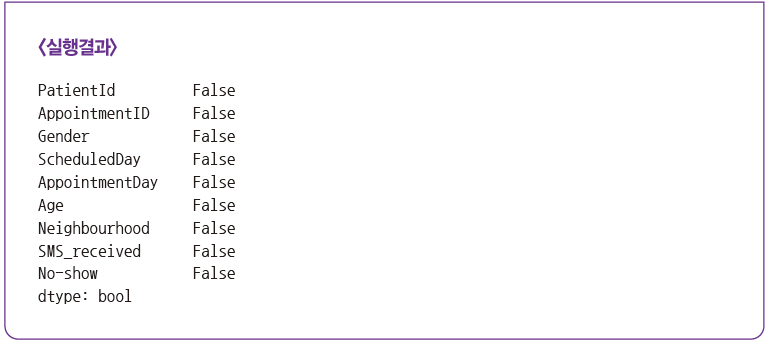 〈실행결과〉
PatientId False
AppointmentID False
Gender False
ScheduledDay False
AppointmentDay False
Age False
Neighbourhood False
SMS_received False
No-show False
dtype: bool